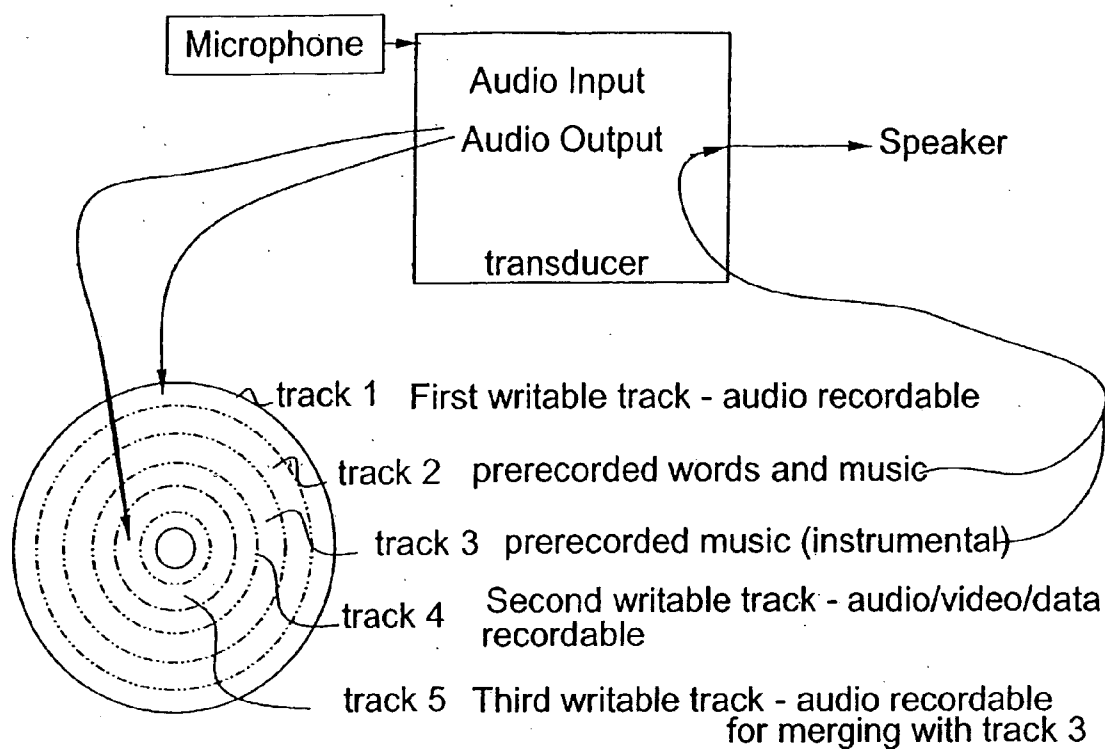 Microphone
Audio Input
Audio Output
Speaker
transducer
track 1 First writable track - audio recordable
track 2 prerecorded words and music
track 3 prerecorded music (instrumental)
track 4 Second writable track - audio/video/data
recordable
track 5 Third writable track - audio recordable
for merging with track 3